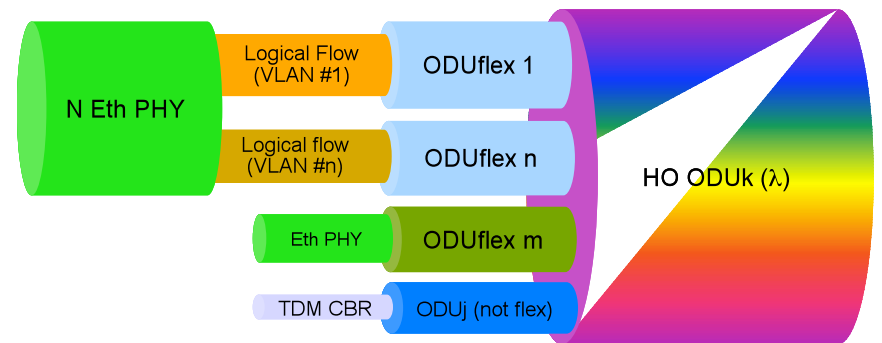 N Eth PHY
Logical Flow
(VLAN #1)
ODUflex 1
Logical flow
(VLAN #n)
ODUflex n
HO ODUk (λ)
Eth PHY
ODUflex m
TDM CBR
ODUj (not flex)